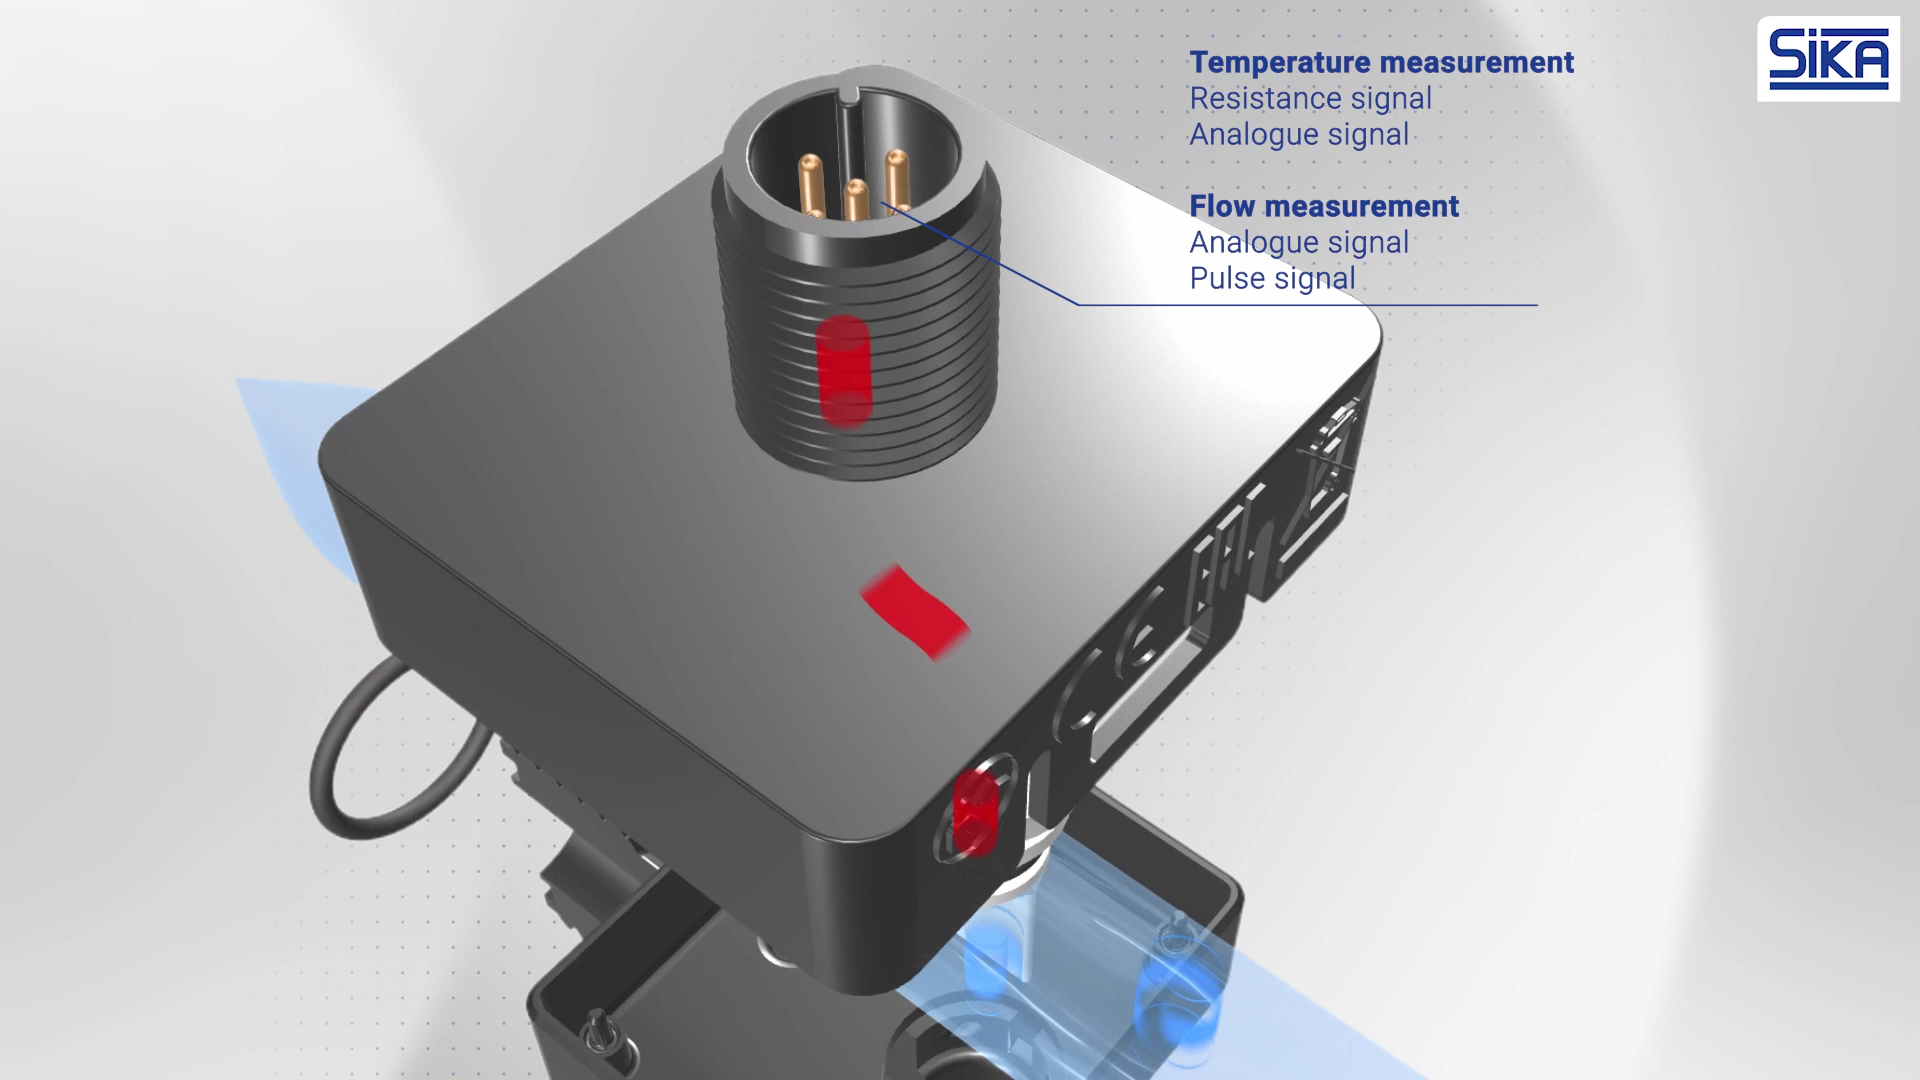 Temperature measurement
Resistance signal
Analogue signal
Flow measurement
Analogue signal
Pulse signal
SiKA